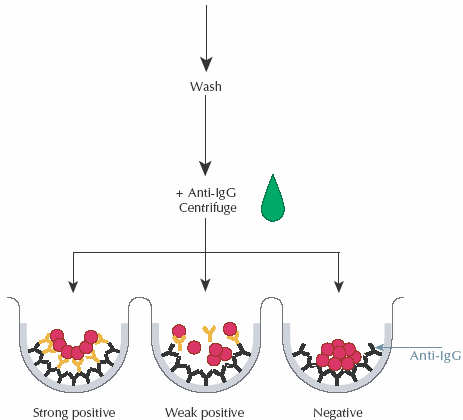 Wash
+ Anti-IgG
Centrifuge
Anti-IgG
Strong positive
Weak positive
Negative